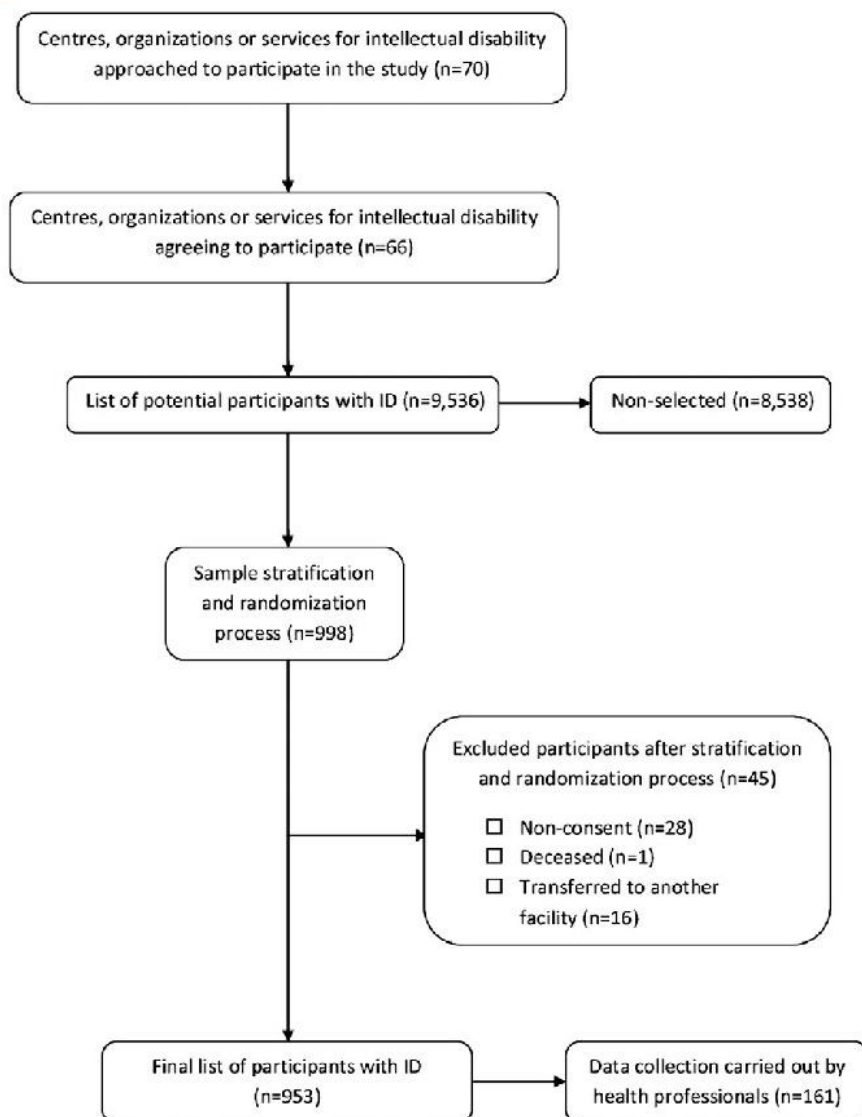 Centres, organizations or services for intellectual disability
approached to participate in the study (n=70)
Centres, organizations or services for intellectual disability
agreeing to participate (n=66)
List of potential participants with ID (n=9,536)
Non-selected (n=8,538)
Sample stratification
and randomization
process (n=998)
Excluded participants after stratification
and randomization process (n=45)
Non-consent (n=28)
Deceased (n=1)
Transferred to another
facility (n=16)
Final list of participants with ID
(n=953)
Data collection carried out by
health professionals (n=161)